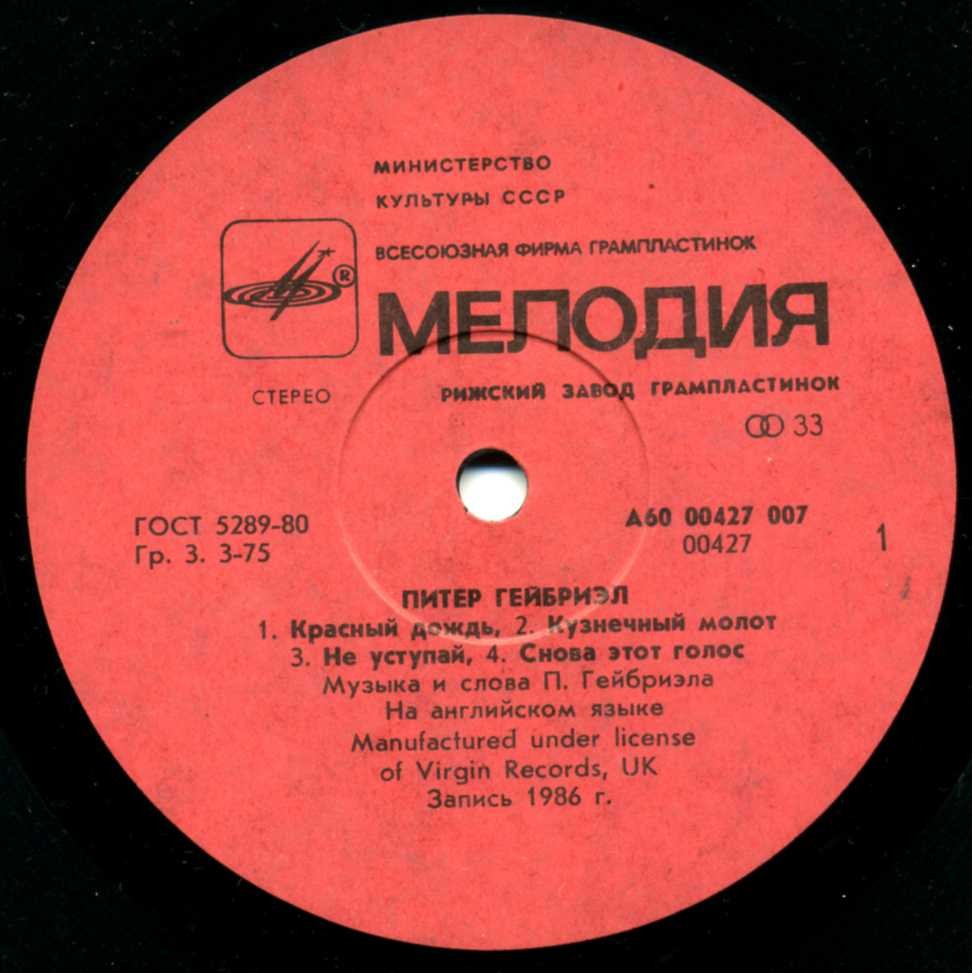 МИНИСТЕРСТВО
КУЛЬТУРЫ СССР
ВСЕСОЮЗНАЯ ФИРМА ГРАМПЛАСТИНОК
®
МЕЛОДИЯ
СТЕРЕО
РИЖСКИЙ ЗАВОД ГРАМПЛАСТИНОК
33
ГОСТ 5289-80
Гр. 3. 3-75
А60 00427 007
00427
1
ПИТЕР ГЕЙБРИЭЛ
1. Красный дождь, 2. Кузнечный молот
3. Не уступай, 4. Снова этот голос
Музыка и слова П. Гейбриэла
На английском языке
Manufactured under license
of Virgin Records, UK
Запись 1986 г.